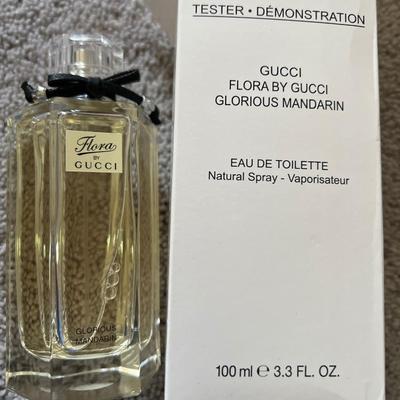 Flora
BY
GUCCI
GLORIOUS
MANDARIN
TESTER • DÉMONSTRATION
GUCCI
FLORA BY GUCCI
GLORIOUS MANDARIN
EAU DE TOILETTE
Natural Spray - Vaporisateur
100 ml ℮ 3.3 FL. OZ.